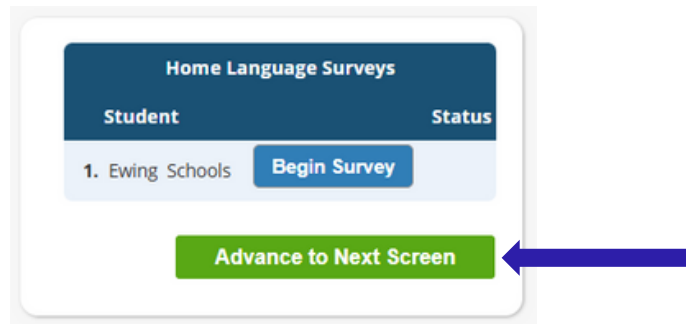 Home Language Surveys
Student Status
1. Ewing Schools Begin Survey
Advance to Next Screen